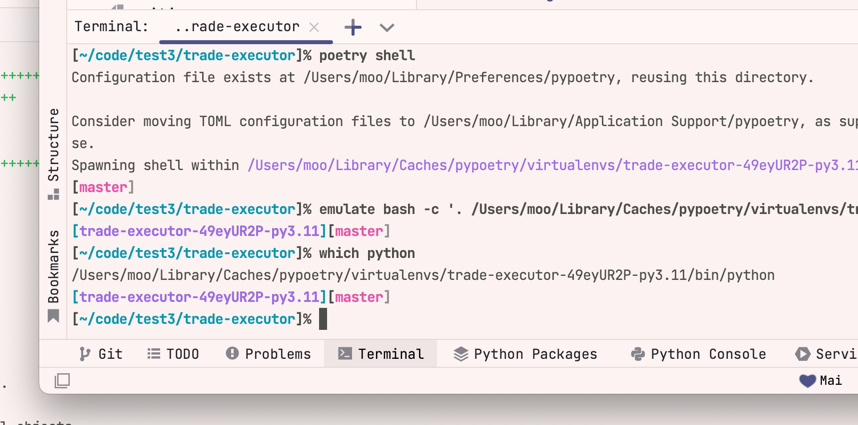 Terminal: ..rade-executor
[~/code/test3/trade-executor]% poetry shell
Configuration file exists at /Users/moo/Library/Preferences/pypoetry, reusing this directory.
Consider moving TOML configuration files to /Users/moo/Library/Application Support/pypoetry, as sup
se.
Spawning shell within /Users/moo/Library/Caches/pypoetry/virtualenvs/trade-executor-49eyUR2P-py3.11
[master]
[~/code/test3/trade-executor]% emulate bash -c '. /Users/moo/Library/Caches/pypoetry/virtualenvs/tr
[trade-executor-49eyUR2P-py3.11][master]
[~/code/test3/trade-executor]% which python
/Users/moo/Library/Caches/pypoetry/virtualenvs/trade-executor-49eyUR2P-py3.11/bin/python
[trade-executor-49eyUR2P-py3.11][master]
[~/code/test3/trade-executor]%
Structure
Bookmarks
Git TODO Problems Terminal Python Packages Python Console Servi
Mai
+++++
++
+++++